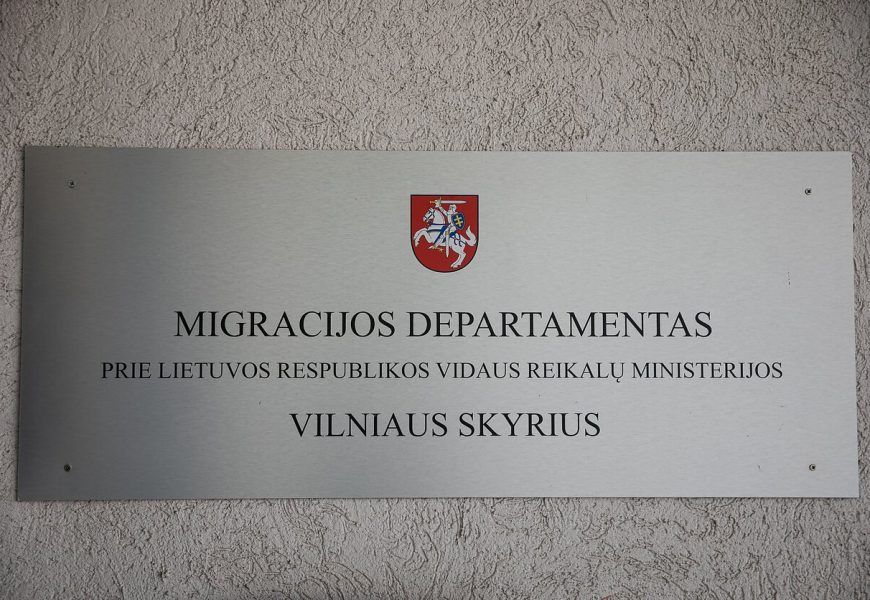 MIGRACIJOS DEPARTAMENTAS
PRIE LIETUVOS RESPUBLIKOS VIDAUS REIKALŲ MINISTERIJOS
VILNIAUS SKYRIUS